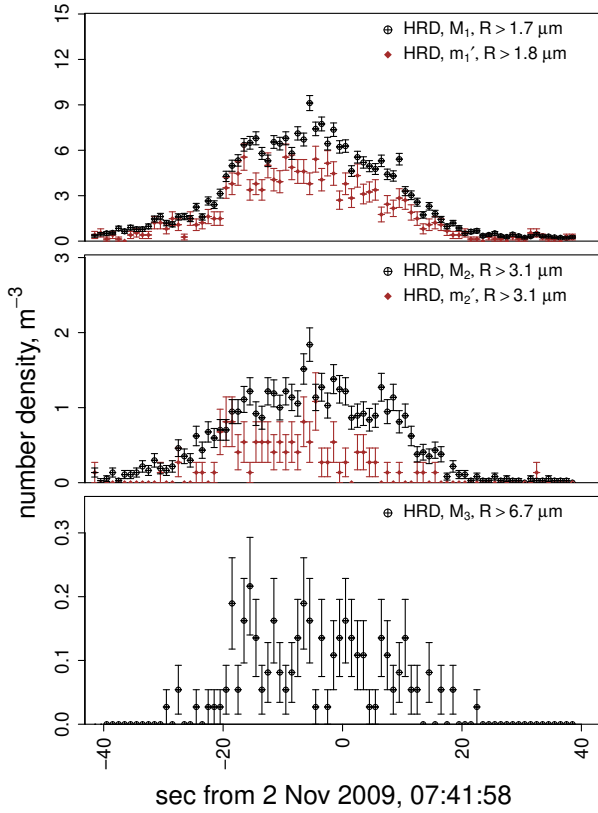 15
12
9
6
3
0
HRD, M₁, R > 1.7 μm
HRD, m₁′, R > 1.8 μm
3
2
1
0
HRD, M₂, R > 3.1 μm
HRD, m₂′, R > 3.1 μm
number density, m⁻³
0.3
0.2
0.1
0.0
HRD, M₃, R > 6.7 μm
−40
−20
0
20
40
sec from 2 Nov 2009, 07:41:58